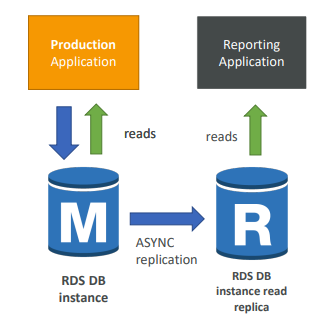 Production
Application
Reporting
Application
reads
reads
M
R
ASYNC
replication
RDS DB
instance
RDS DB
instance read
replica